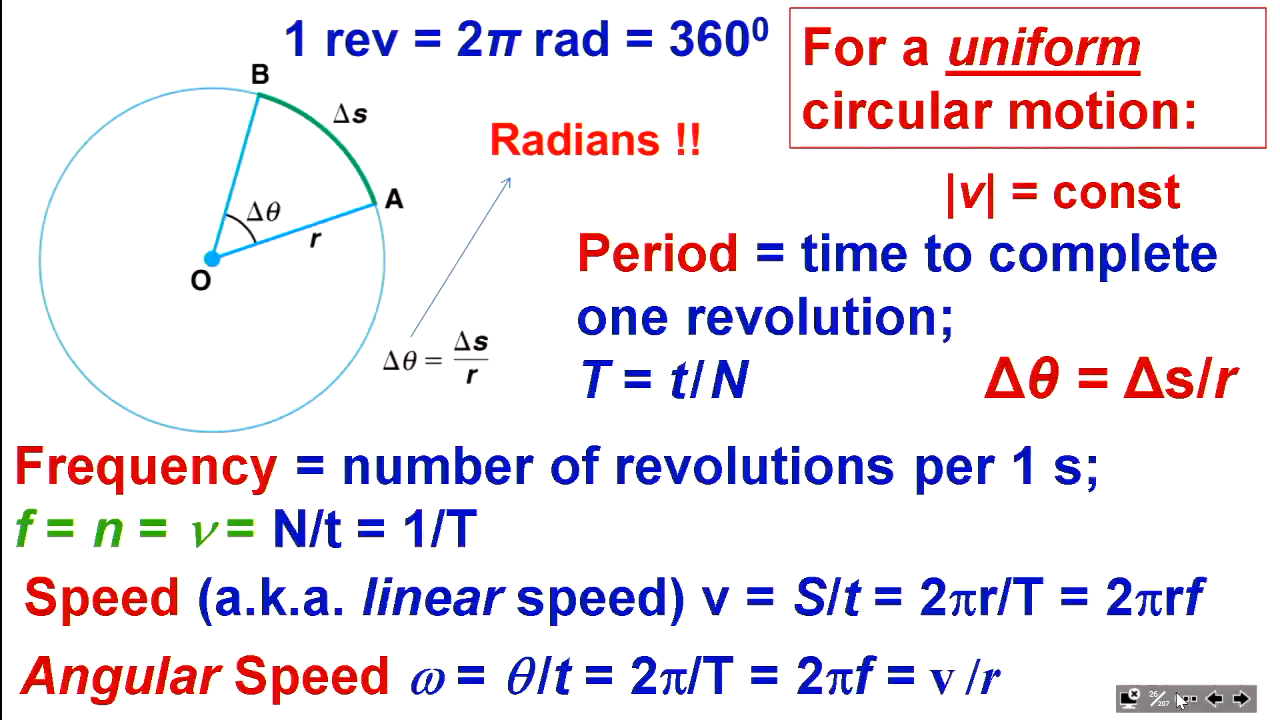 1 rev = 2π rad = 360⁰
For a uniform
circular motion:
B
Δs
Radians !!
A
Δθ
r
O
|v| = const
Period = time to complete
one revolution;
Δθ = Δs/r
T = t/N
Δθ = Δs/r
Frequency = number of revolutions per 1 s;
f = n = ν = N/t = 1/T
Speed (a.k.a. linear speed) v = S/t = 2πr/T = 2πrf
Angular Speed ω = θ/t = 2π/T = 2πf = v /r
26/207